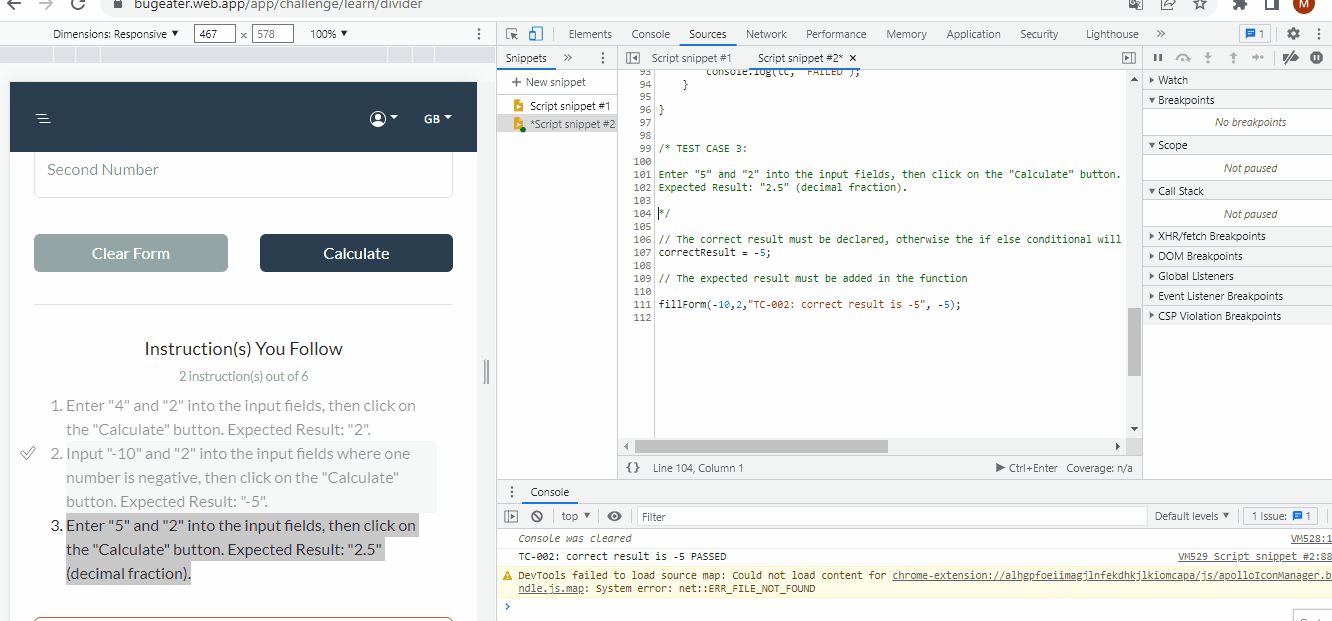 bugeater.web.app/app/challenge/learn/divider
M
Dimensions: Responsive ▼ 467 × 578 100% ▼
Elements Console Sources Network Performance Memory Application Security Lighthouse » 1
Snippets » Script snippet #1 Script snippet #2* ×
+ New snippet
Script snippet #1
*Script snippet #2
GB
Second Number
Clear Form Calculate
Instruction(s) You Follow
2 instruction(s) out of 6
1. Enter "4" and "2" into the input fields, then click on
the "Calculate" button. Expected Result: "2".
2. Input "-10" and "2" into the input fields where one
number is negative, then click on the "Calculate"
button. Expected Result: "-5".
3. Enter "5" and "2" into the input fields, then click on
the "Calculate" button. Expected Result: "2.5"
(decimal fraction).
93 console.log(tc, "FAILED");
94 }
95
96 }
97
98
99 /* TEST CASE 3:
100
101 Enter "5" and "2" into the input fields, then click on the "Calculate" button.
102 Expected Result: "2.5" (decimal fraction).
103
104 */
105
106 // The correct result must be declared, otherwise the if else conditional will
107 correctResult = -5;
108
109 // The expected result must be added in the function
110
111 fillForm(-10,2,"TC-002: correct result is -5", -5);
112
{} Line 104, Column 1 Ctrl+Enter Coverage: n/a
Watch
Breakpoints
No breakpoints
Scope
Not paused
Call Stack
Not paused
XHR/fetch Breakpoints
DOM Breakpoints
Global Listeners
Event Listener Breakpoints
CSP Violation Breakpoints
Console
top ▼ Filter Default levels ▼ 1 Issue: 1
Console was cleared VM528:1
TC-002: correct result is -5 PASSED VM529 Script snippet #2:88
DevTools failed to load source map: Could not load content for chrome-extension://alhgpfoeiimagjlnfekdhkjlkiomcapa/js/apolloIconManager.b
ndle.js.map: System error: net::ERR_FILE_NOT_FOUND
>